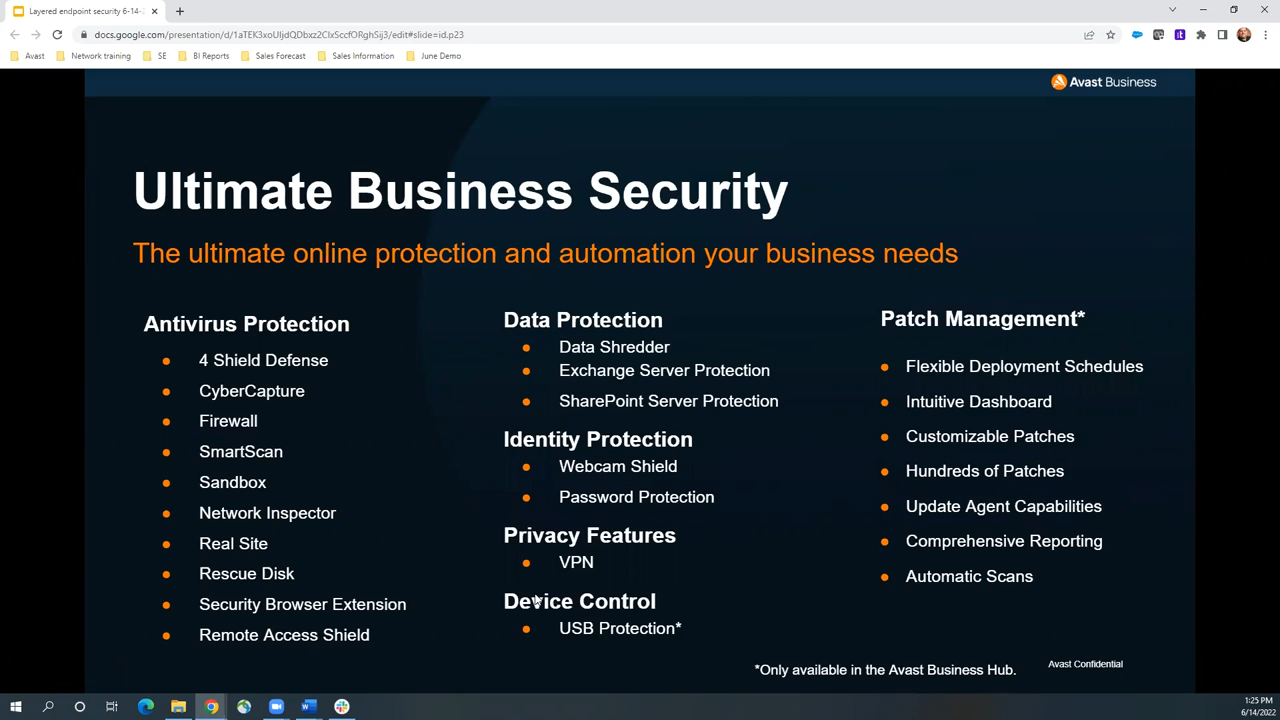 Layered endpoint security 6-14-2
docs.google.com/presentation/d/1aTEK3xoUljdQDbxz2ClxSccfORghSij3/edit#slide=id.p23
Avast
Network training
SE
BI Reports
Sales Forecast
Sales Information
June Demo
Avast Business
Ultimate Business Security
The ultimate online protection and automation your business needs
Antivirus Protection
4 Shield Defense
CyberCapture
Firewall
SmartScan
Sandbox
Network Inspector
Real Site
Rescue Disk
Security Browser Extension
Remote Access Shield
Data Protection
Data Shredder
Exchange Server Protection
SharePoint Server Protection
Identity Protection
Webcam Shield
Password Protection
Privacy Features
VPN
Device Control
USB Protection*
Patch Management*
Flexible Deployment Schedules
Intuitive Dashboard
Customizable Patches
Hundreds of Patches
Update Agent Capabilities
Comprehensive Reporting
Automatic Scans
*Only available in the Avast Business Hub.
Avast Confidential
1:25 PM
6/14/2022